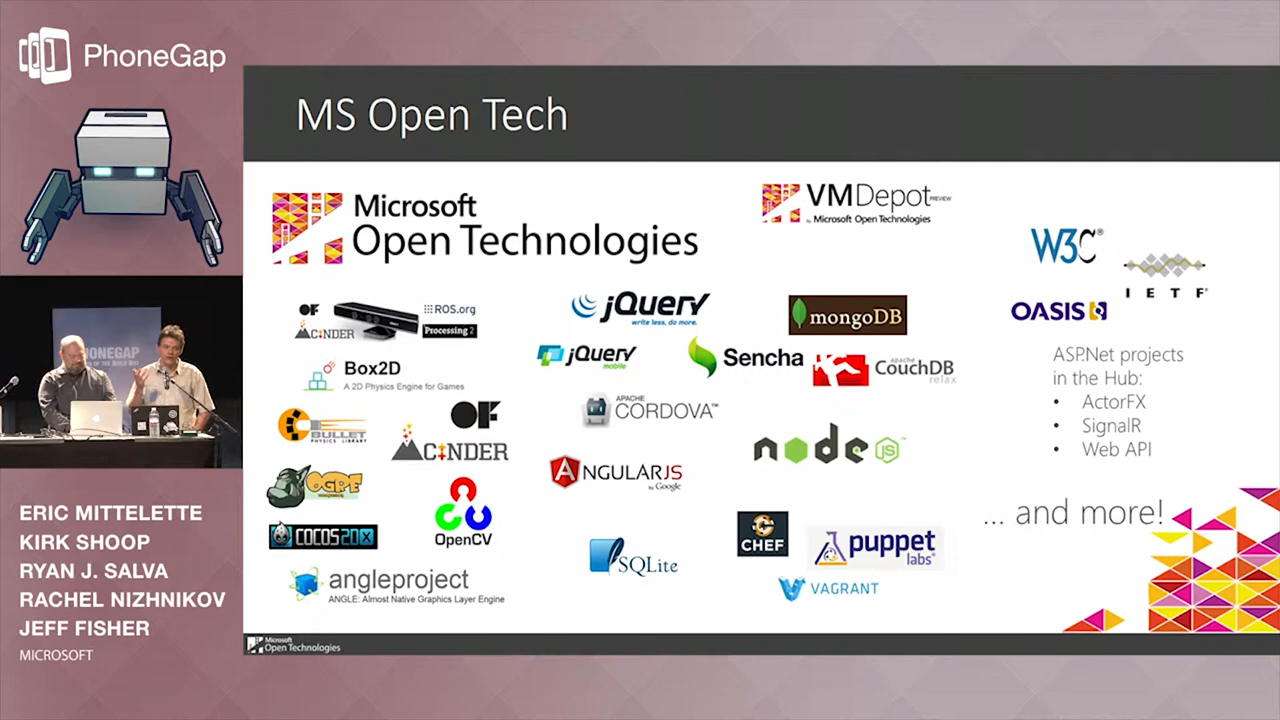 PhoneGap
MS Open Tech
Microsoft
Open Technologies
VMDepot PREVIEW
by Microsoft Open Technologies
W3C®
IETF®
OASIS
OF
CINDER
ROS.org
Processing 2
jQuery
write less, do more.
mongoDB
Box2D
A 2D Physics Engine for Games
jQuery
mobile
Sencha
apache
CouchDB
relax
ASP.Net projects
in the Hub:
• ActorFX
• SignalR
• Web API
BULLET
PHYSICS LIBRARY
OF
CINDER
APACHE
CORDOVA™
node
JS™
OGRE
OpenCV
ANGULARJS
by Google
... and more!
COCOS2DX
SQLite
CHEF
puppet
labs®
angleproject
ANGLE: Almost Native Graphics Layer Engine
VAGRANT
Microsoft
Open Technologies
PHONEGAP
ERIC MITTELETTE
KIRK SHOOP
RYAN J. SALVA
RACHEL NIZHNIKOV
JEFF FISHER
MICROSOFT